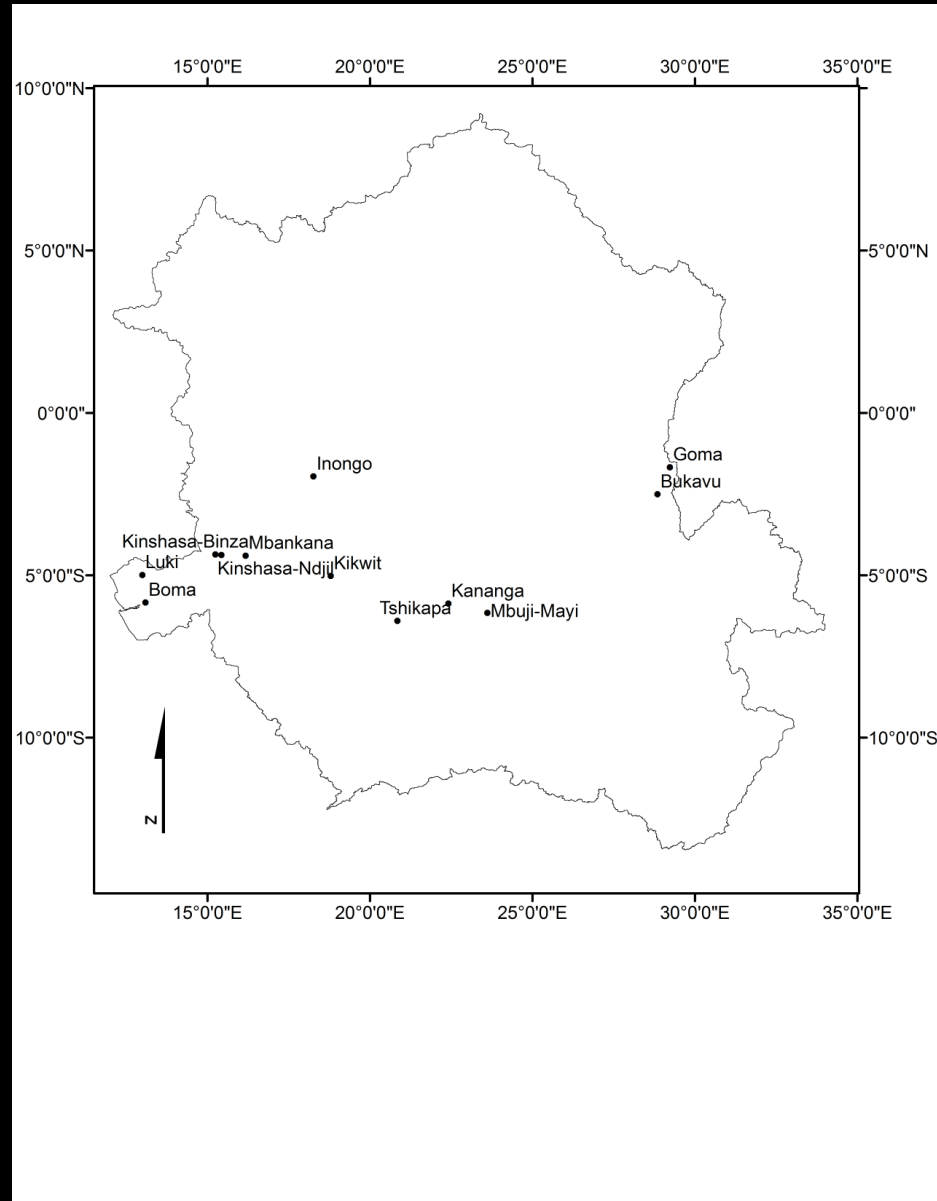 15°0'0"E 20°0'0"E 25°0'0"E 30°0'0"E 35°0'0"E
10°0'0"N
5°0'0"N 5°0'0"N
0°0'0" 0°0'0"
Goma
Inongo
Bukavu
Kinshasa-Binza Mbankana
Luki Kinshasa-Ndjili Kikwit
5°0'0"S 5°0'0"S
Boma Kananga
Tshikapa Mbuji-Mayi
10°0'0"S 10°0'0"S
N
15°0'0"E 20°0'0"E 25°0'0"E 30°0'0"E 35°0'0"E